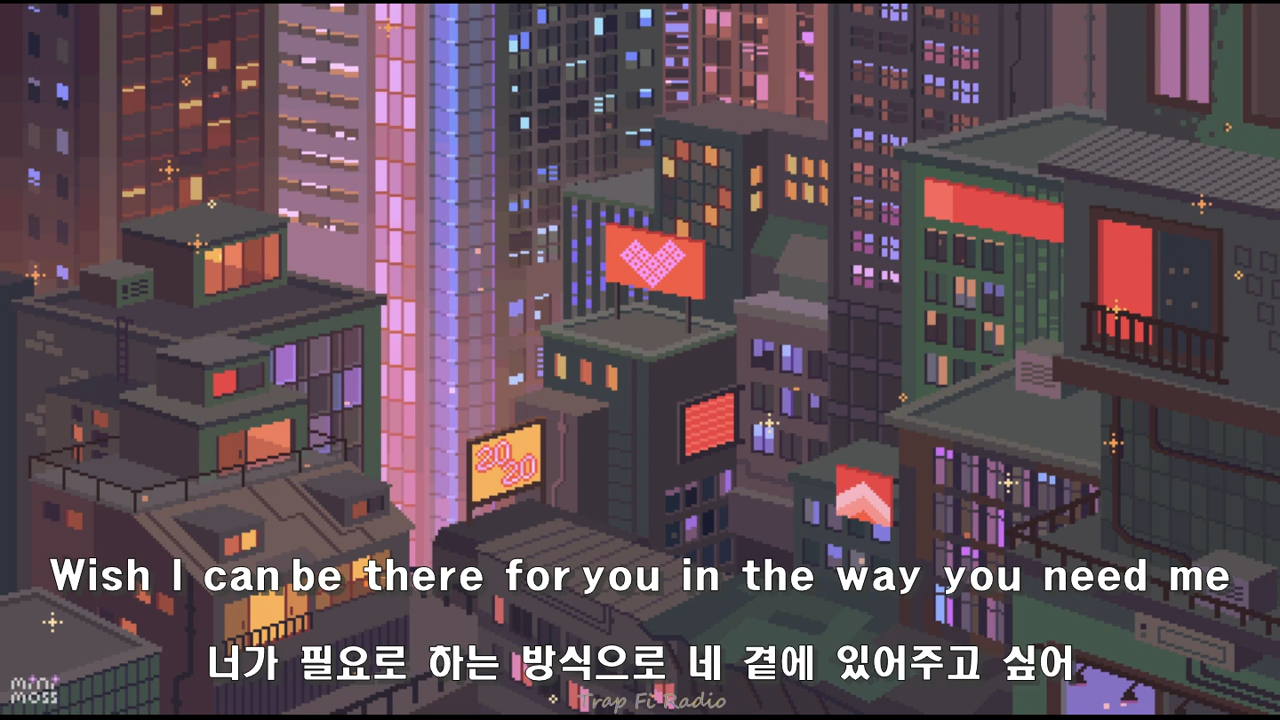 20
20
Wish I can be there for you in the way you need me
너가 필요로 하는 방식으로 네 곁에 있어주고 싶어
mini
moss
Trap Fi Radio